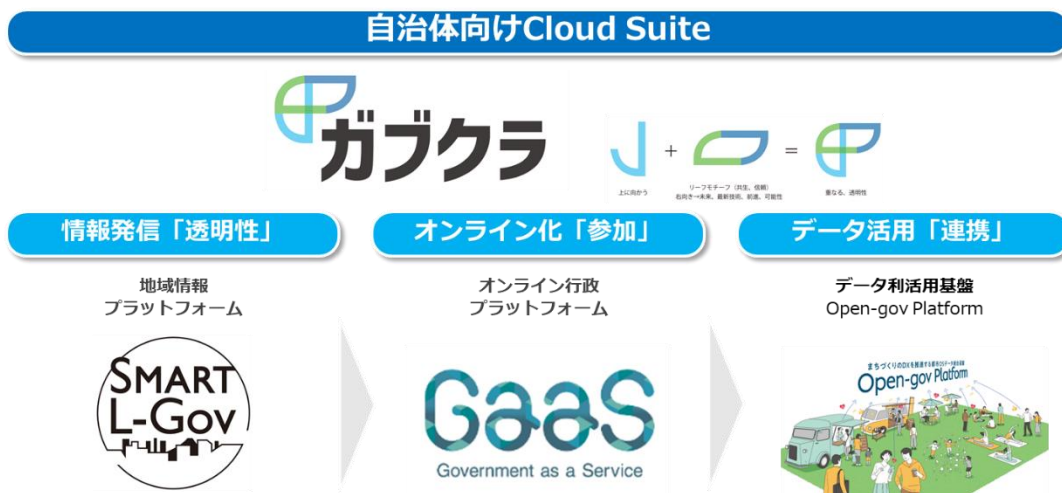 自治体向けCloud Suite
ガブクラ
+
=
上に向かう
リーフモチーフ（共生、信頼）
右向き→未来、最新技術、前進、可能性
重なる、透明性
情報発信「透明性」
オンライン化「参加」
データ活用「連携」
地域情報
プラットフォーム
オンライン行政
プラットフォーム
データ利活用基盤
Open-gov Platform
SMART
L-Gov
GaaS
Government as a Service
Open-gov Platform